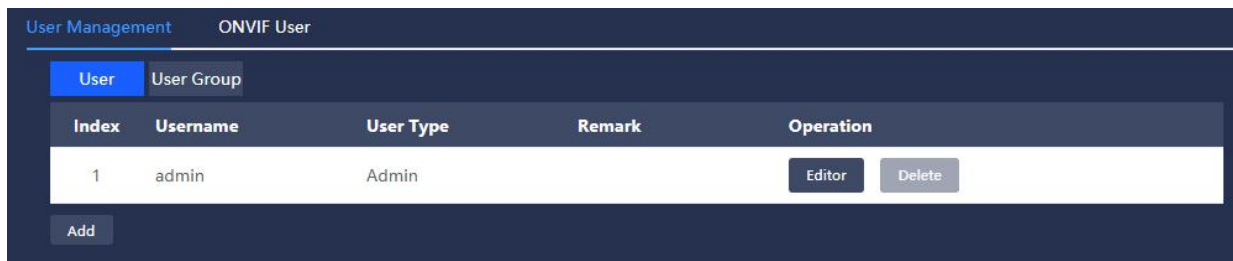 User Management ONVIF User
User User Group
Index Username User Type Remark Operation
1 admin Admin Editor Delete
Add